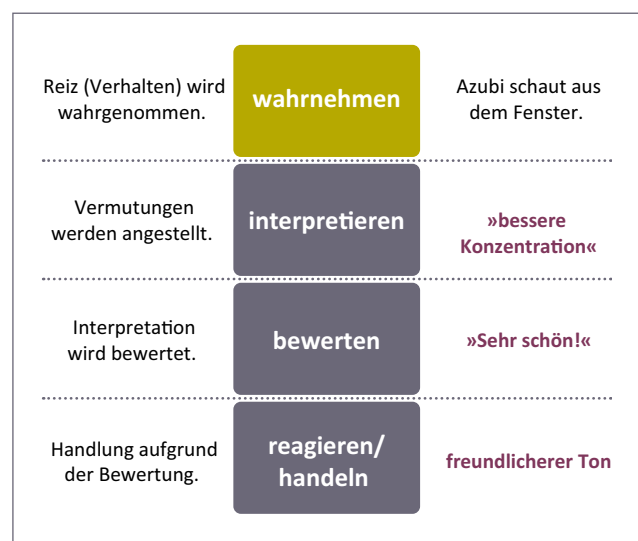 Reiz (Verhalten) wird
wahrgenommen.
wahrnehmen
Azubi schaut aus
dem Fenster.
Vermutungen
werden angestellt.
interpretieren
»bessere
Konzentration«
Interpretation
wird bewertet.
bewerten
»Sehr schön!«
Handlung aufgrund
der Bewertung.
reagieren/
handeln
freundlicherer Ton